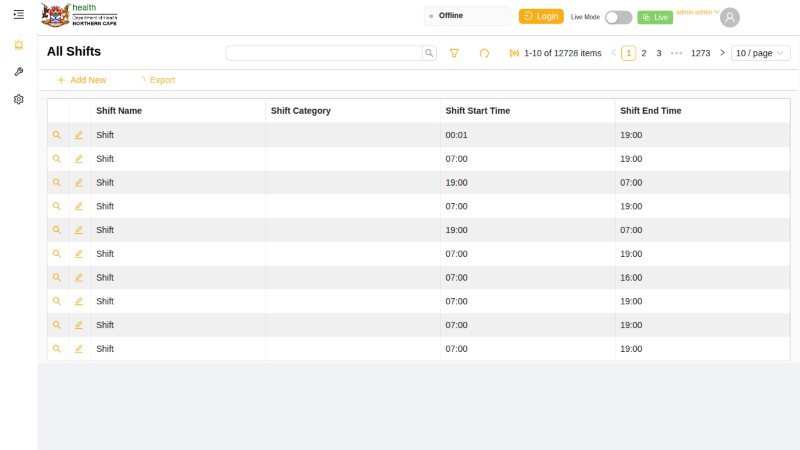 health
Department of Health
NORTHERN CAPE
Offline
Login
Live Mode
Live
admin admin
All Shifts
1-10 of 12728 items
1 2 3 ••• 1273
10 / page
Add New
Export
Shift Name Shift Category Shift Start Time Shift End Time
Shift 00:01 19:00
Shift 07:00 19:00
Shift 19:00 07:00
Shift 07:00 19:00
Shift 19:00 07:00
Shift 07:00 19:00
Shift 07:00 16:00
Shift 07:00 19:00
Shift 07:00 19:00
Shift 07:00 19:00